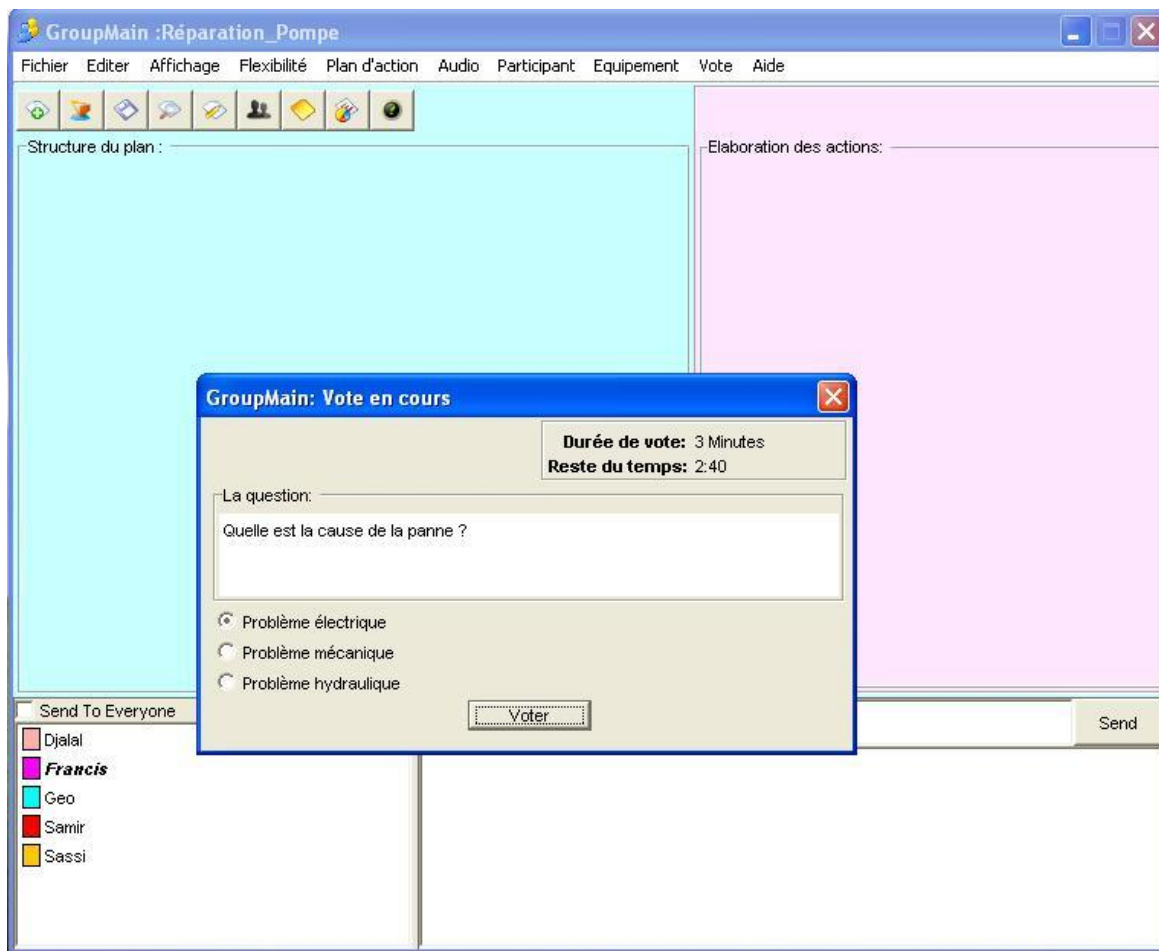 GroupMain :Réparation_Pompe
Fichier Editer Affichage Flexibilité Plan d'action Audio Participant Equipement Vote Aide
Structure du plan :
Elaboration des actions:
GroupMain: Vote en cours
Durée de vote: 3 Minutes
Reste du temps: 2:40
La question:
Quelle est la cause de la panne ?
Problème électrique
Problème mécanique
Problème hydraulique
Voter
Send To Everyone
Send
Djalal
Francis
Geo
Samir
Sassi